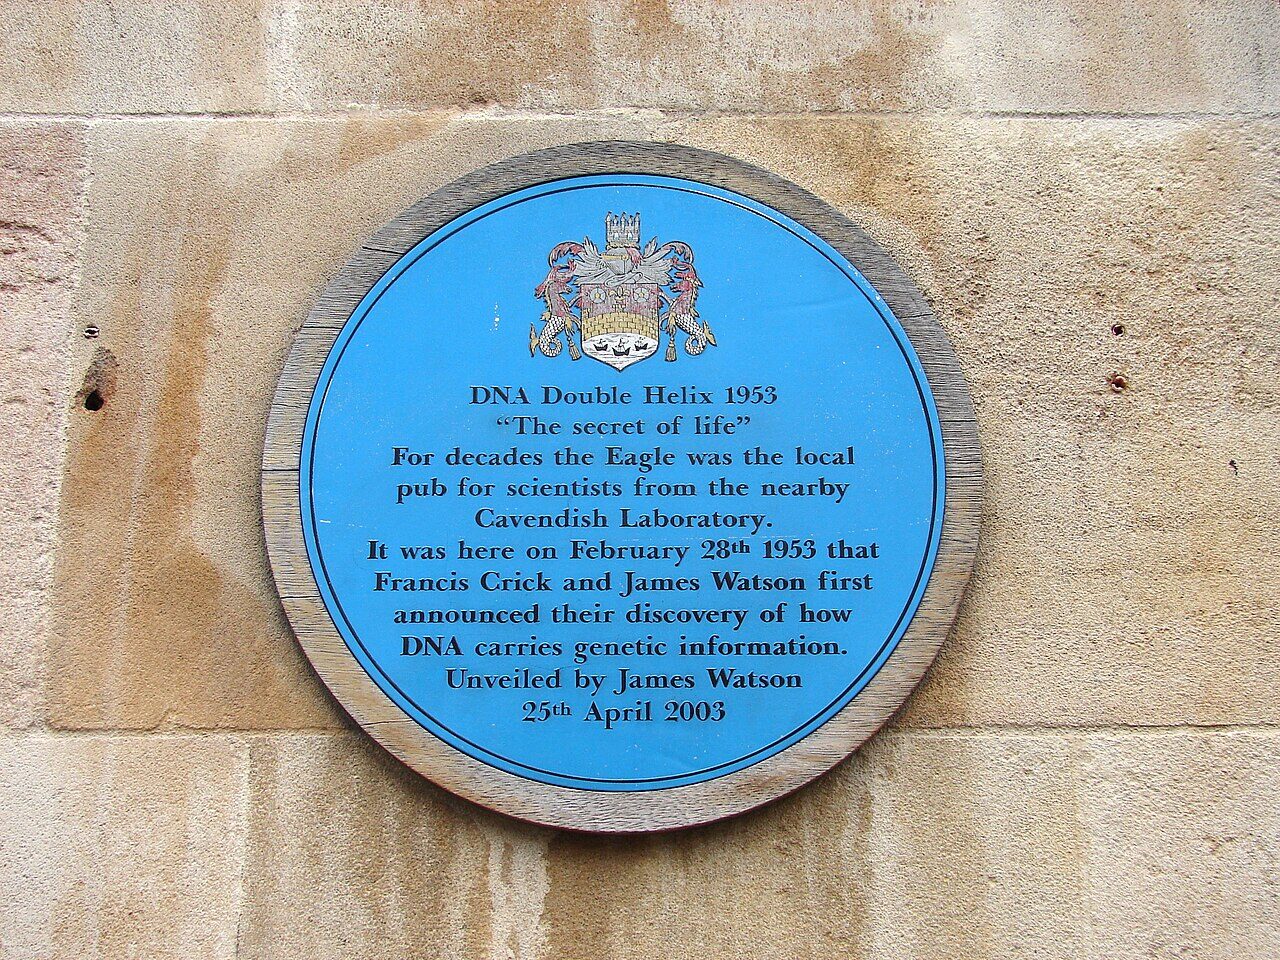 DNA Double Helix 1953
“The secret of life”
For decades the Eagle was the local
pub for scientists from the nearby
Cavendish Laboratory.
It was here on February 28th 1953 that
Francis Crick and James Watson first
announced their discovery of how
DNA carries genetic information.
Unveiled by James Watson
25th April 2003